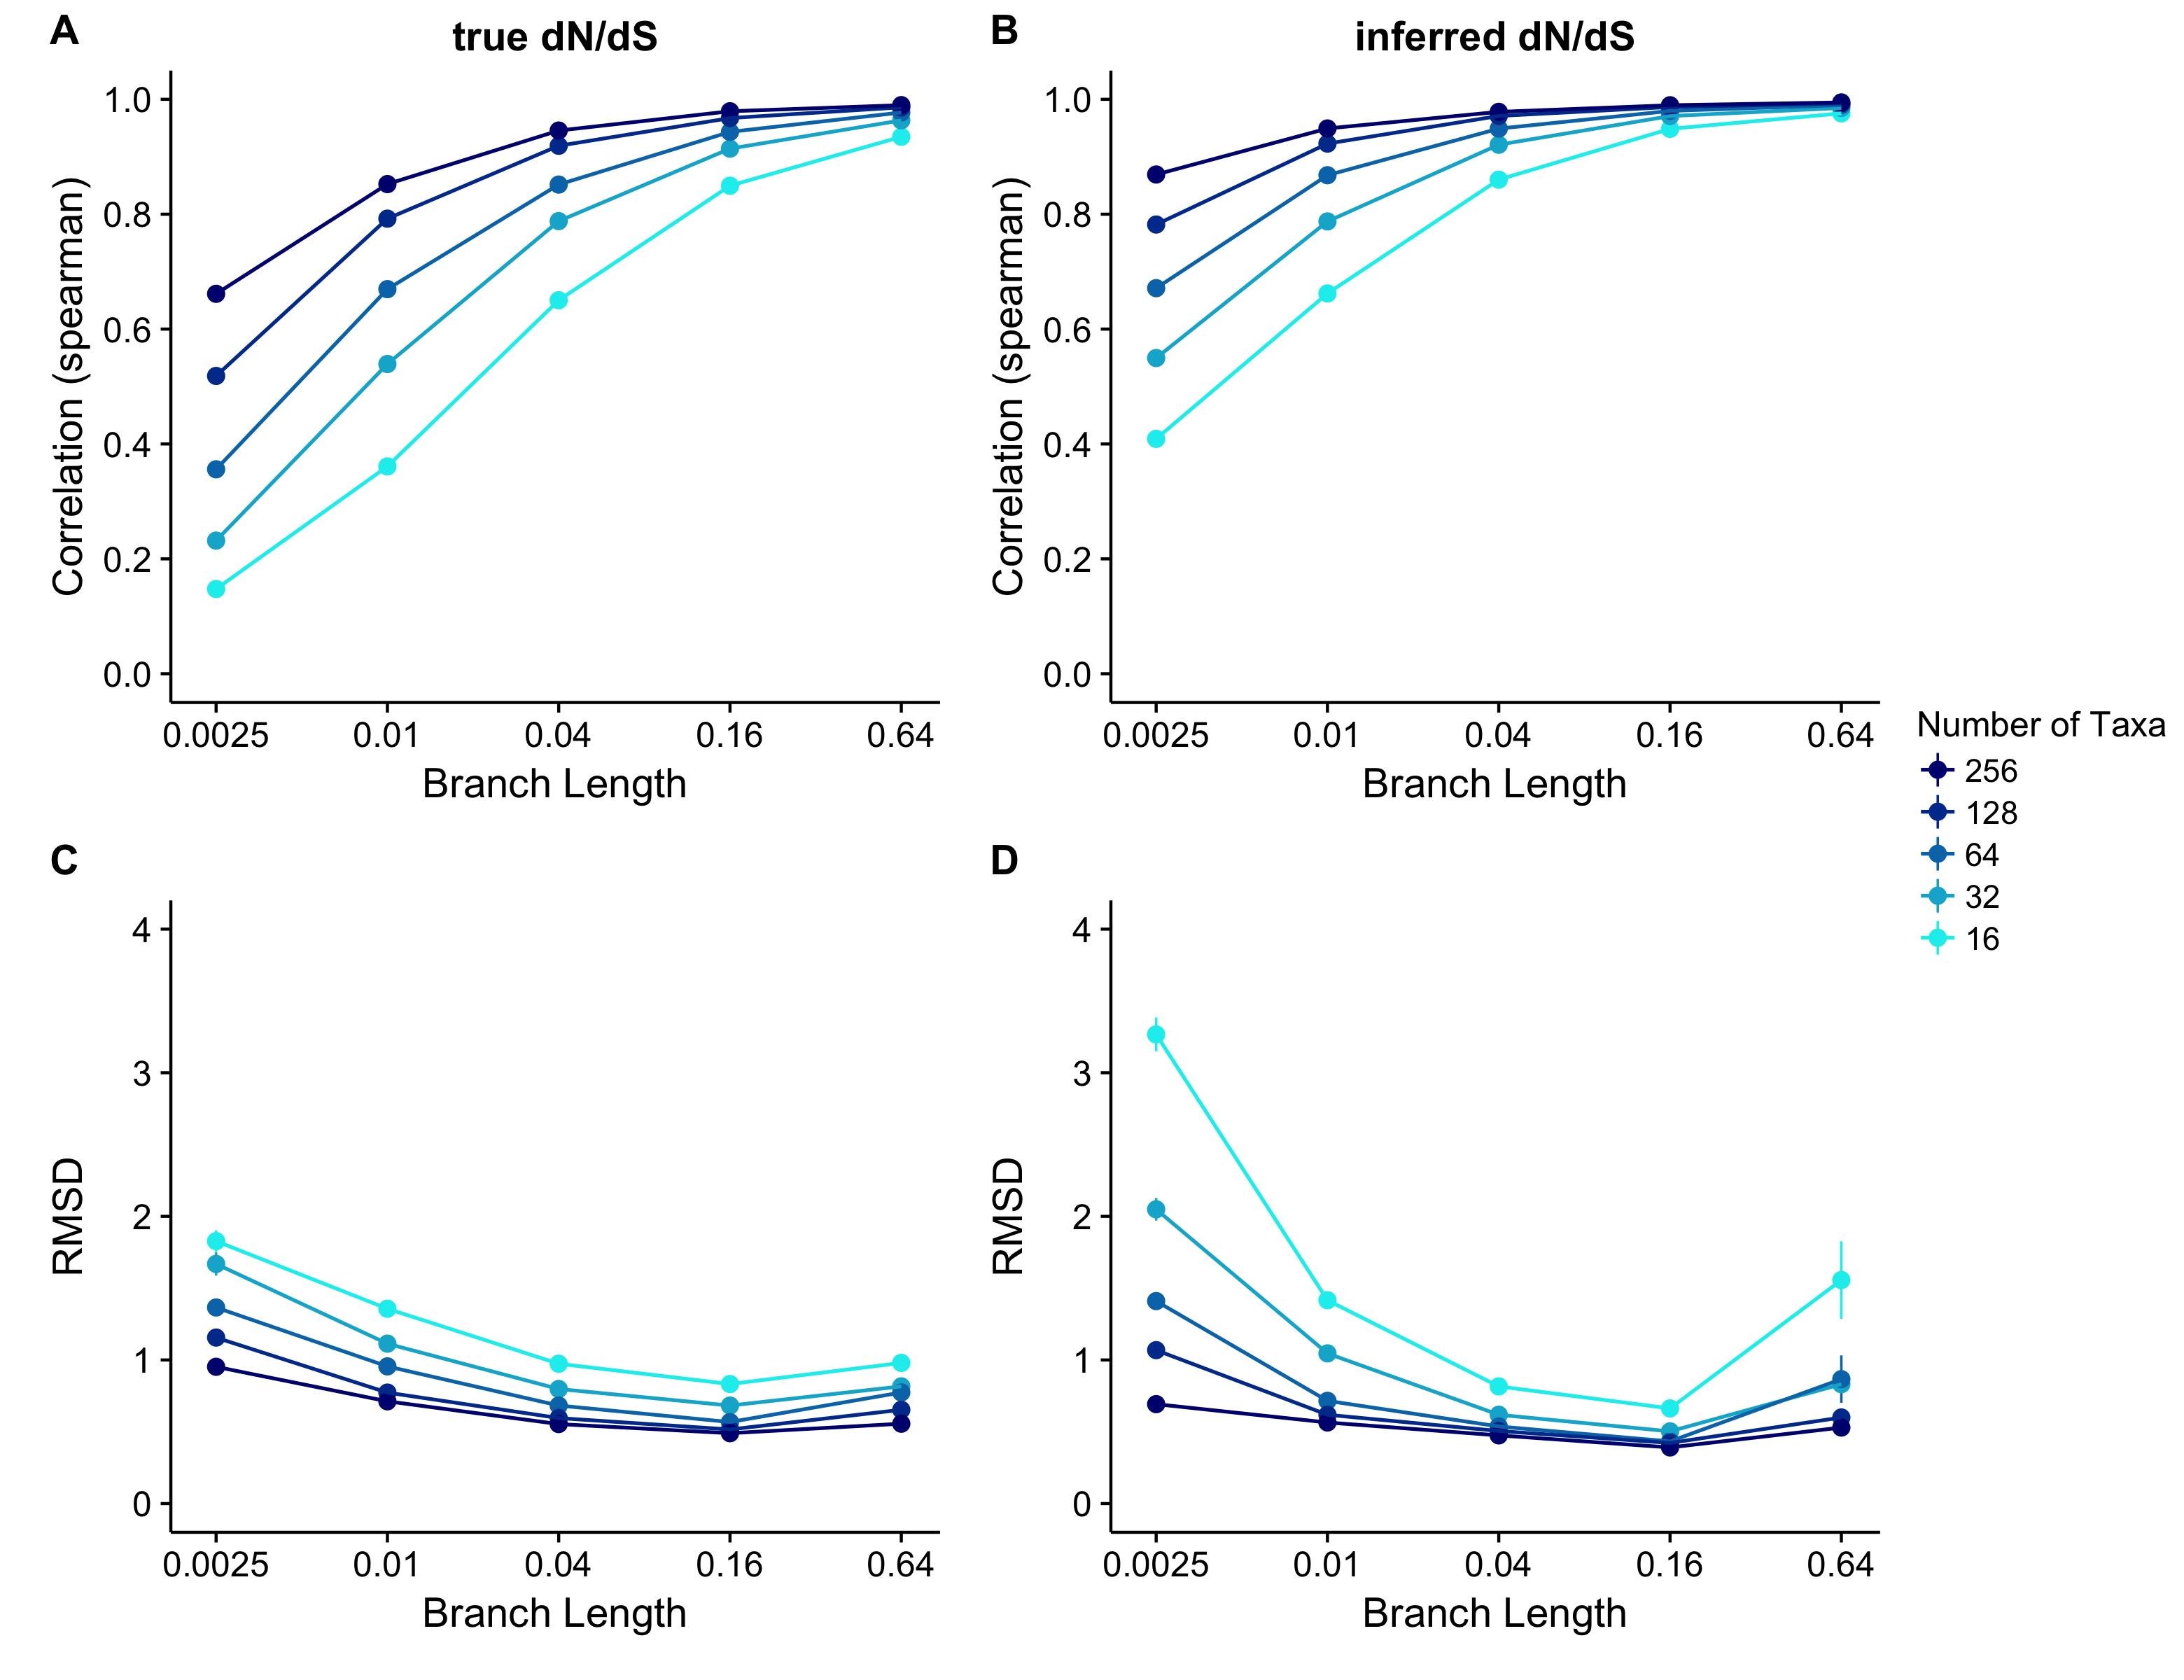 A
true dN/dS
B
inferred dN/dS
Correlation (spearman)
1.0
0.8
0.6
0.4
0.2
0.0
0.0025 0.01 0.04 0.16 0.64
Branch Length
Correlation (spearman)
1.0
0.8
0.6
0.4
0.2
0.0
0.0025 0.01 0.04 0.16 0.64
Branch Length
Number of Taxa
256
128
64
32
16
C
RMSD
4
3
2
1
0
0.0025 0.01 0.04 0.16 0.64
Branch Length
D
RMSD
4
3
2
1
0
0.0025 0.01 0.04 0.16 0.64
Branch Length